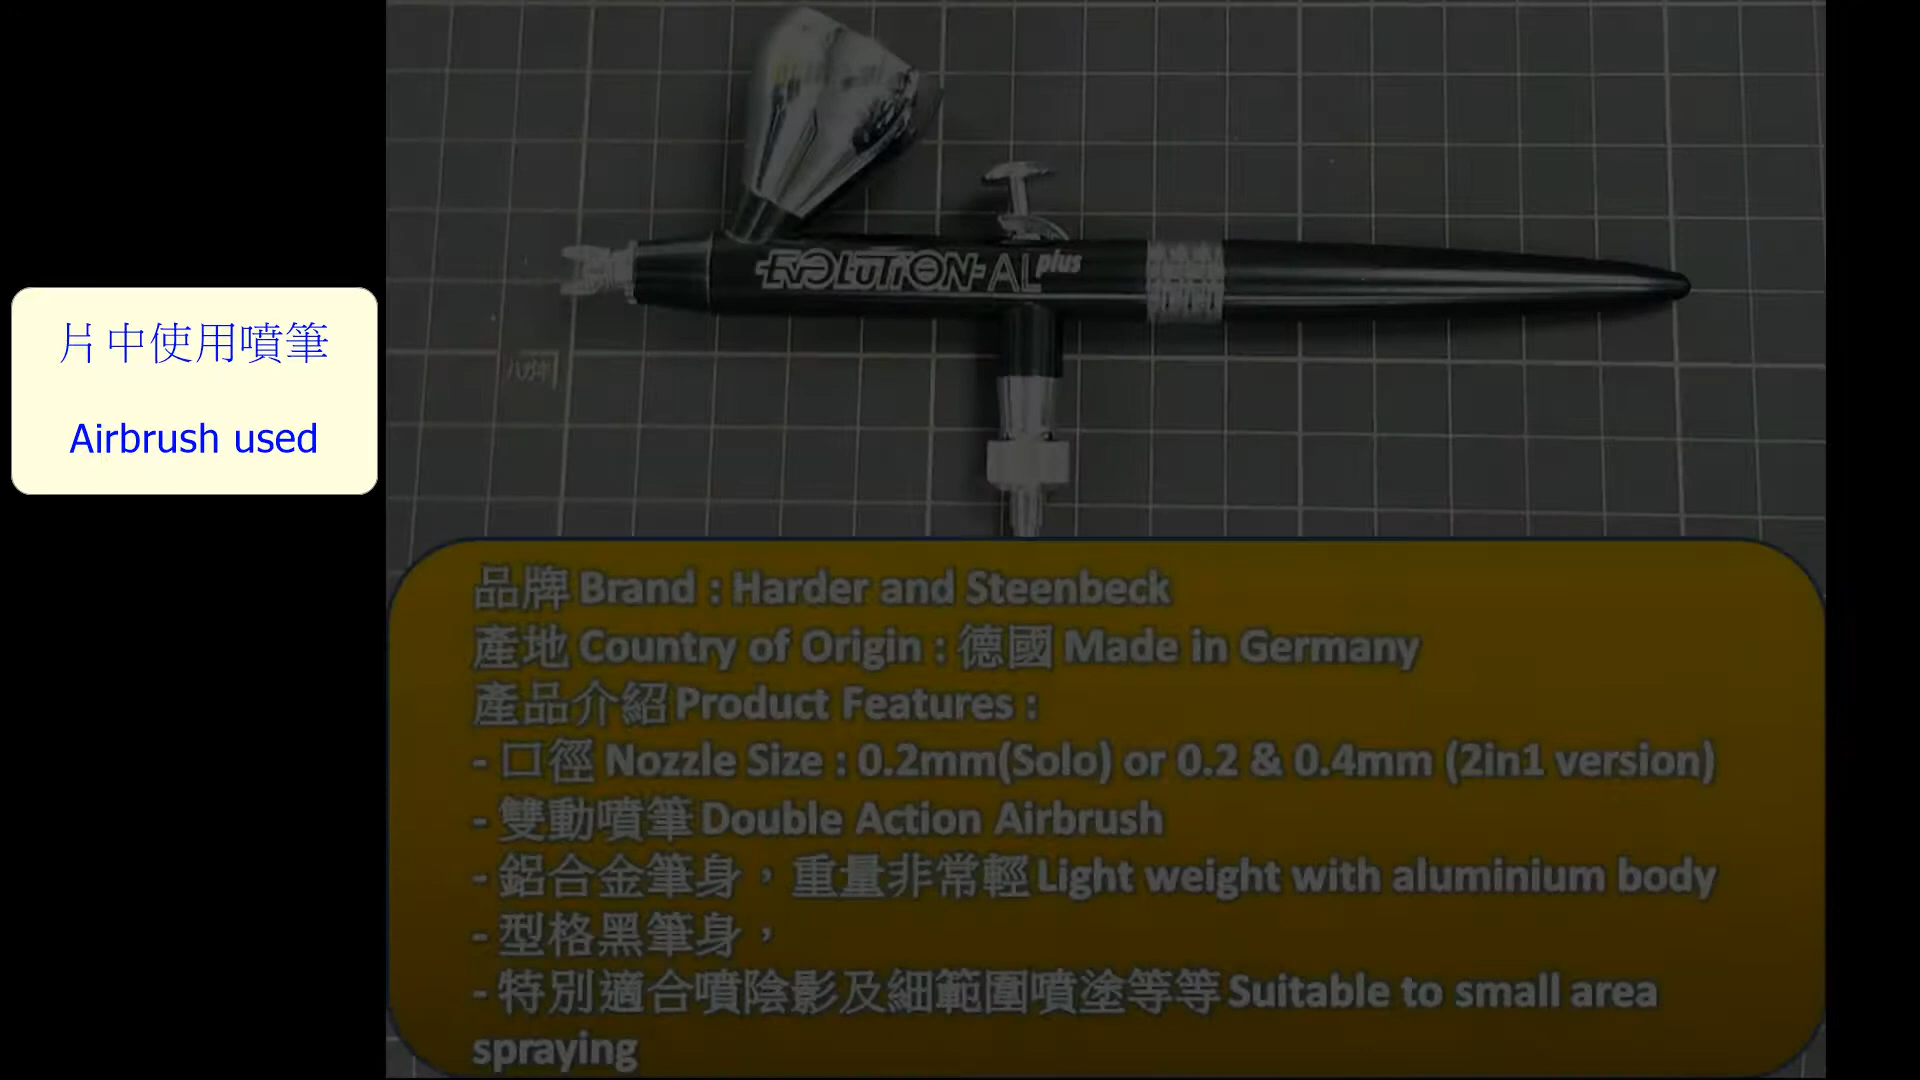 片中使用噴筆
Airbrush used
EVOLUTION-AL plus
品牌 Brand : Harder and Steenbeck
產地 Country of Origin : 德國 Made in Germany
產品介紹 Product Features :
- 口徑 Nozzle Size : 0.2mm(Solo) or 0.2 & 0.4mm (2in1 version)
- 雙動噴筆 Double Action Airbrush
- 鋁合金筆身，重量非常輕 Light weight with aluminium body
- 型格黑筆身，
- 特別適合噴陰影及細範圍噴塗等等 Suitable to small area
spraying